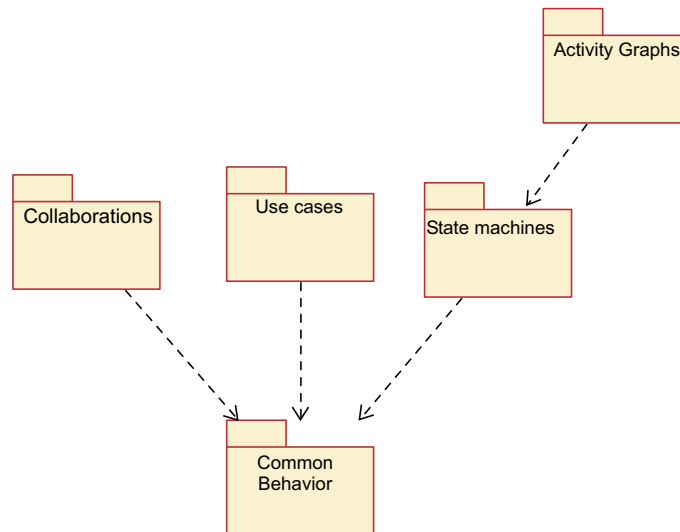 Activity Graphs
Collaborations
Use cases
State machines
Common
Behavior